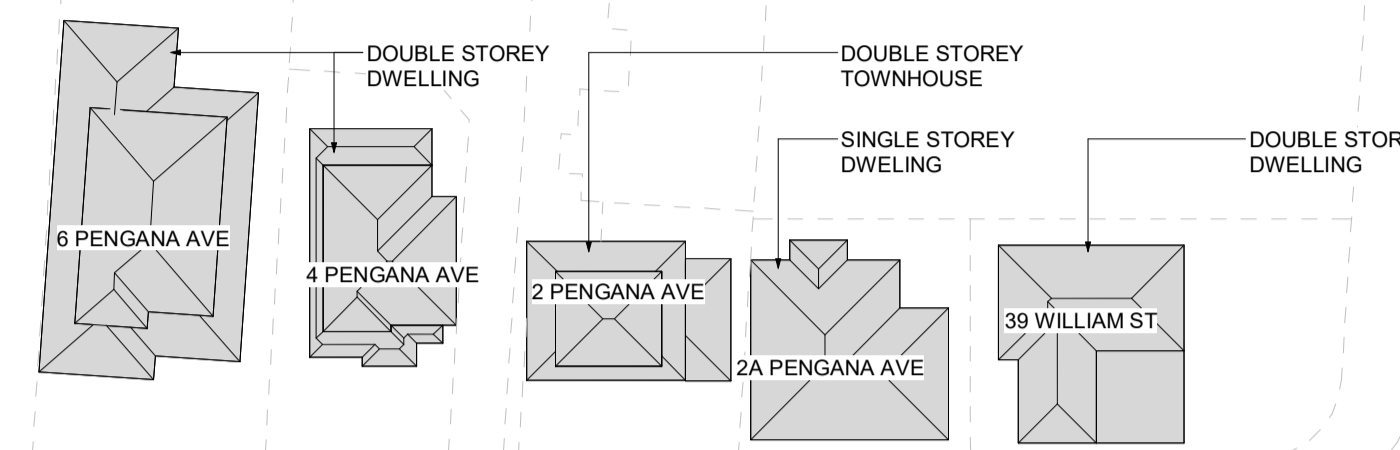 DOUBLE STOREY
DWELLING
DOUBLE STOREY
TOWNHOUSE
SINGLE STOREY
DWELING
DOUBLE STOR
DWELLING
6 PENGANA AVE
4 PENGANA AVE
2 PENGANA AVE
2A PENGANA AVE
39 WILLIAM ST